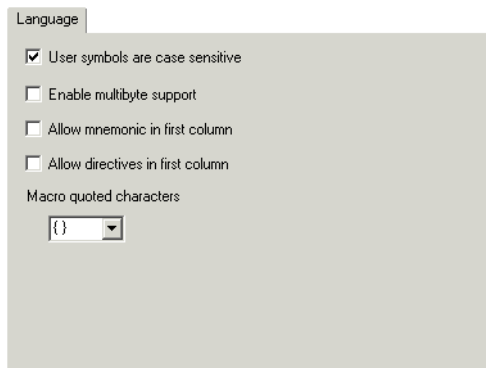 Language
User symbols are case sensitive
Enable multibyte support
Allow mnemonic in first column
Allow directives in first column
Macro quoted characters
{}